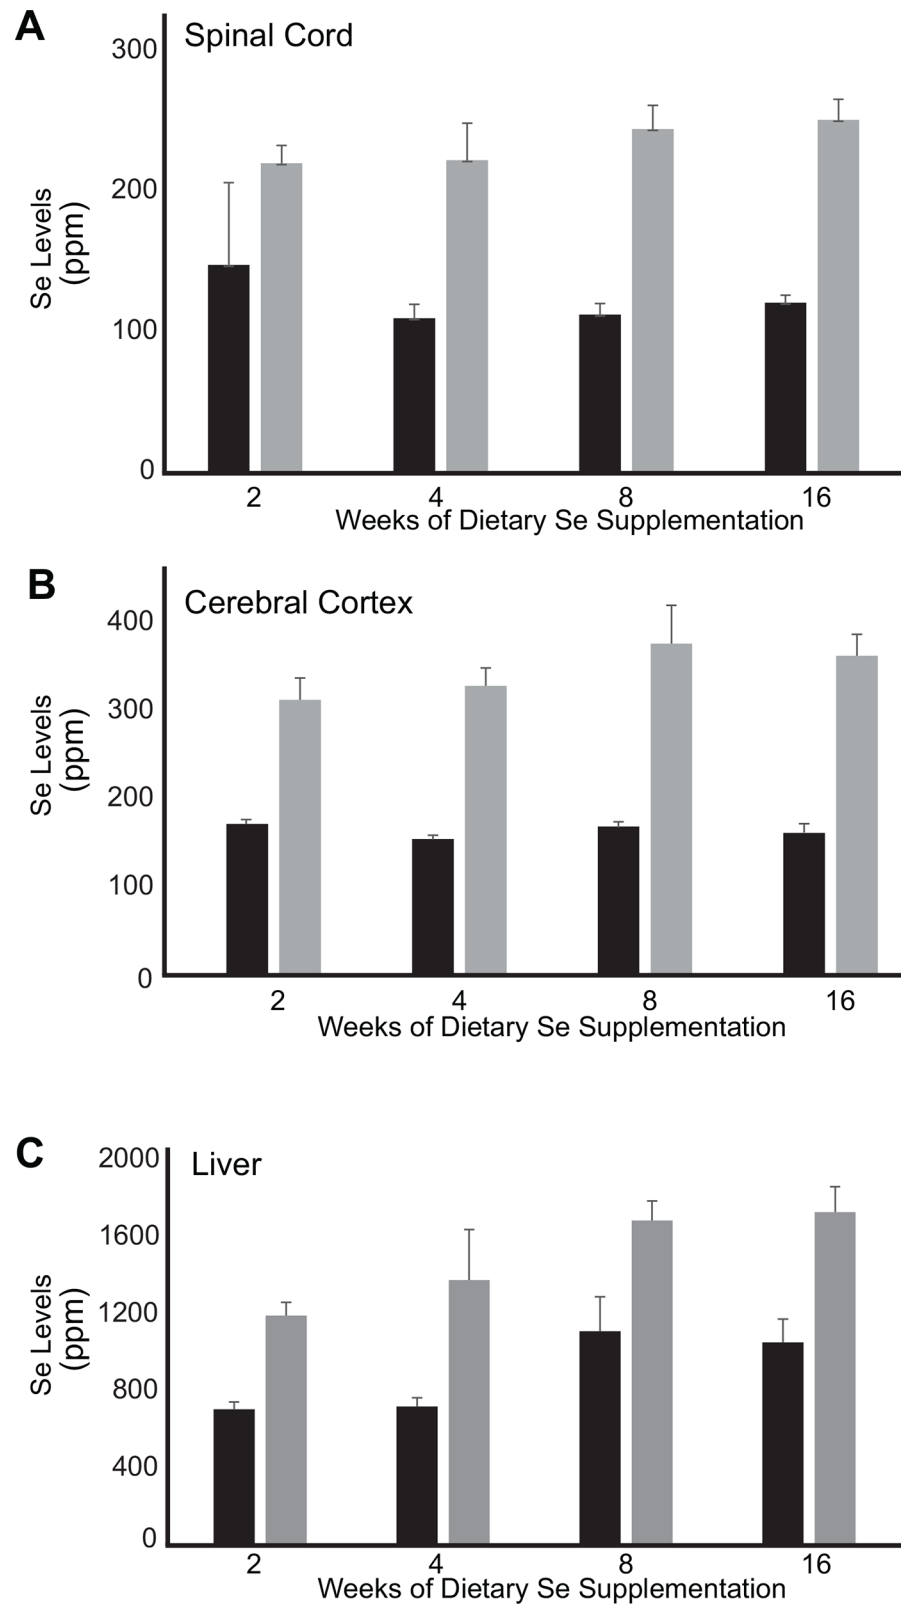 A
Spinal Cord
300
200
100
0
Se Levels
(ppm)
2 4 8 16
Weeks of Dietary Se Supplementation
B
Cerebral Cortex
400
300
200
100
0
Se Levels
(ppm)
2 4 8 16
Weeks of Dietary Se Supplementation
C
Liver
2000
1600
1200
800
400
0
Se Levels
(ppm)
2 4 8 16
Weeks of Dietary Se Supplementation